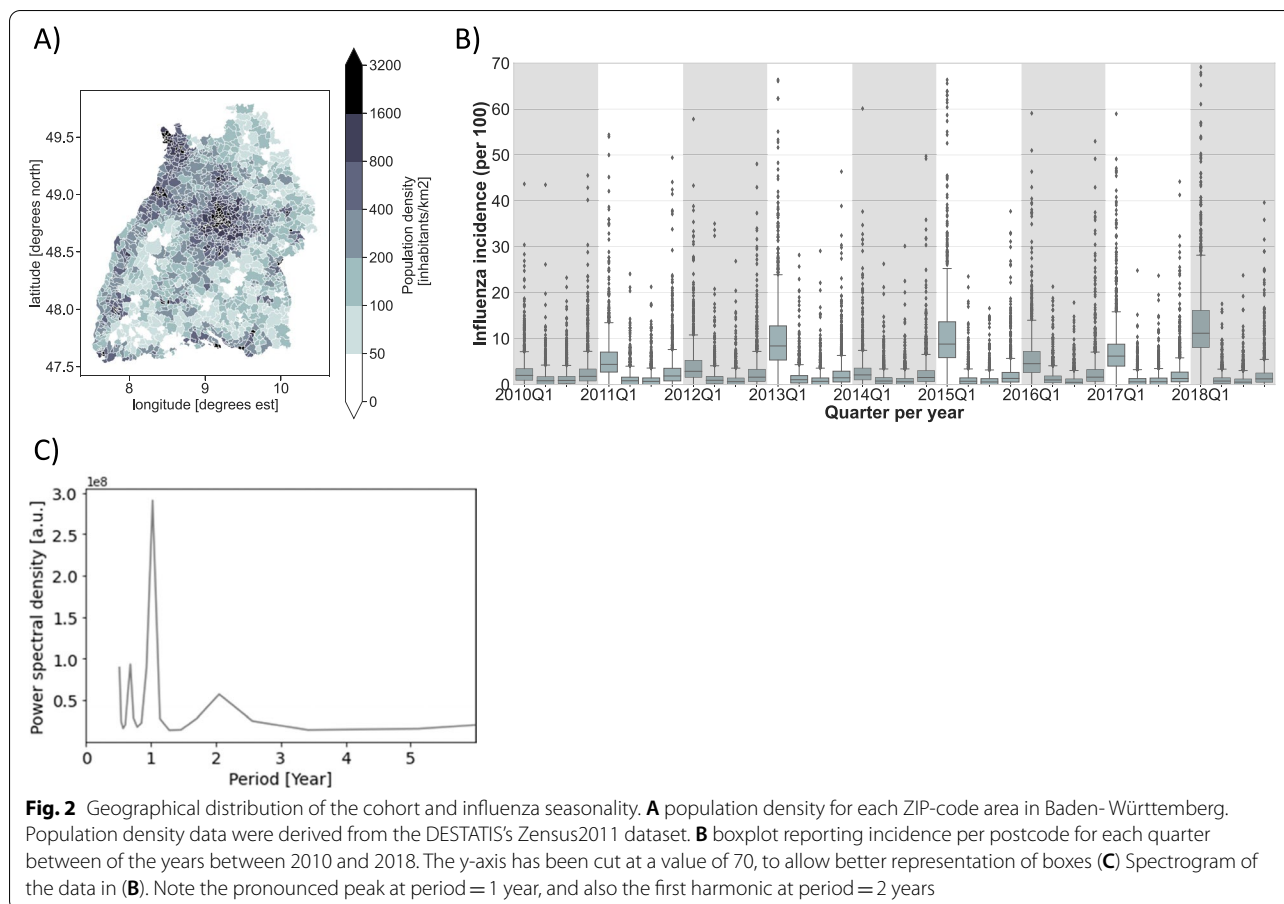 A)
49.5
49.0
48.5
48.0
47.5
latitude [degrees north]
8
9
10
longitude [degrees est]
3200
1600
800
400
200
100
50
0
Population density
[inhabitants/km2]
B)
70
60
50
40
30
20
10
0
Influenza incidence (per 100)
2010Q1 2011Q1 2012Q1 2013Q1 2014Q1 2015Q1 2016Q1 2017Q1 2018Q1
Quarter per year
C)
1e8
3.0
2.5
2.0
1.5
1.0
0.5
Power spectral density [a.u.]
0 1 2 3 4 5
Period [Year]
Fig. 2 Geographical distribution of the cohort and influenza seasonality. A population density for each ZIP-code area in Baden- Württemberg.
Population density data were derived from the DESTATIS's Zensus2011 dataset. B boxplot reporting incidence per postcode for each quarter
between of the years between 2010 and 2018. The y-axis has been cut at a value of 70, to allow better representation of boxes (C) Spectrogram of
the data in (B). Note the pronounced peak at period = 1 year, and also the first harmonic at period = 2 years